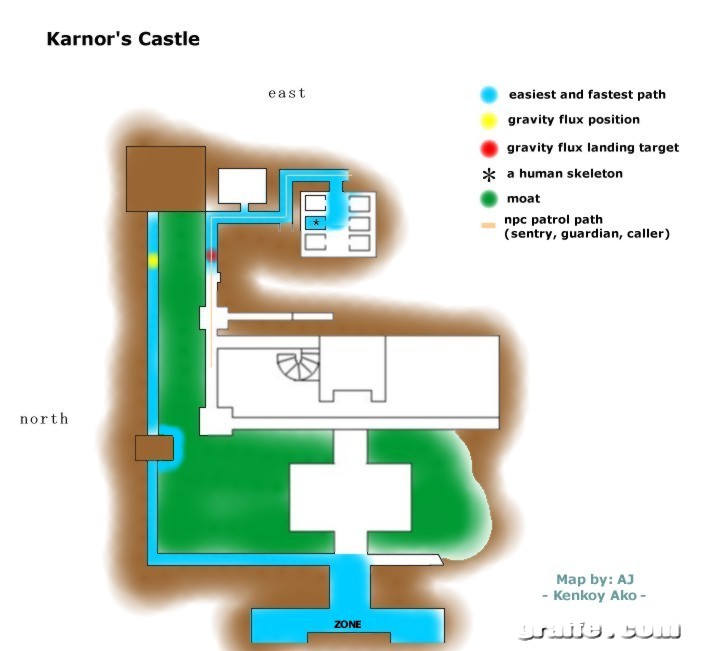 Karnor's Castle
east
easiest and fastest path
gravity flux position
gravity flux landing target
* a human skeleton
moat
npc patrol path
(sentry, guardian, caller)
*
north
Map by: AJ
- Kenkoy Ako -
ZONE
graffe.com